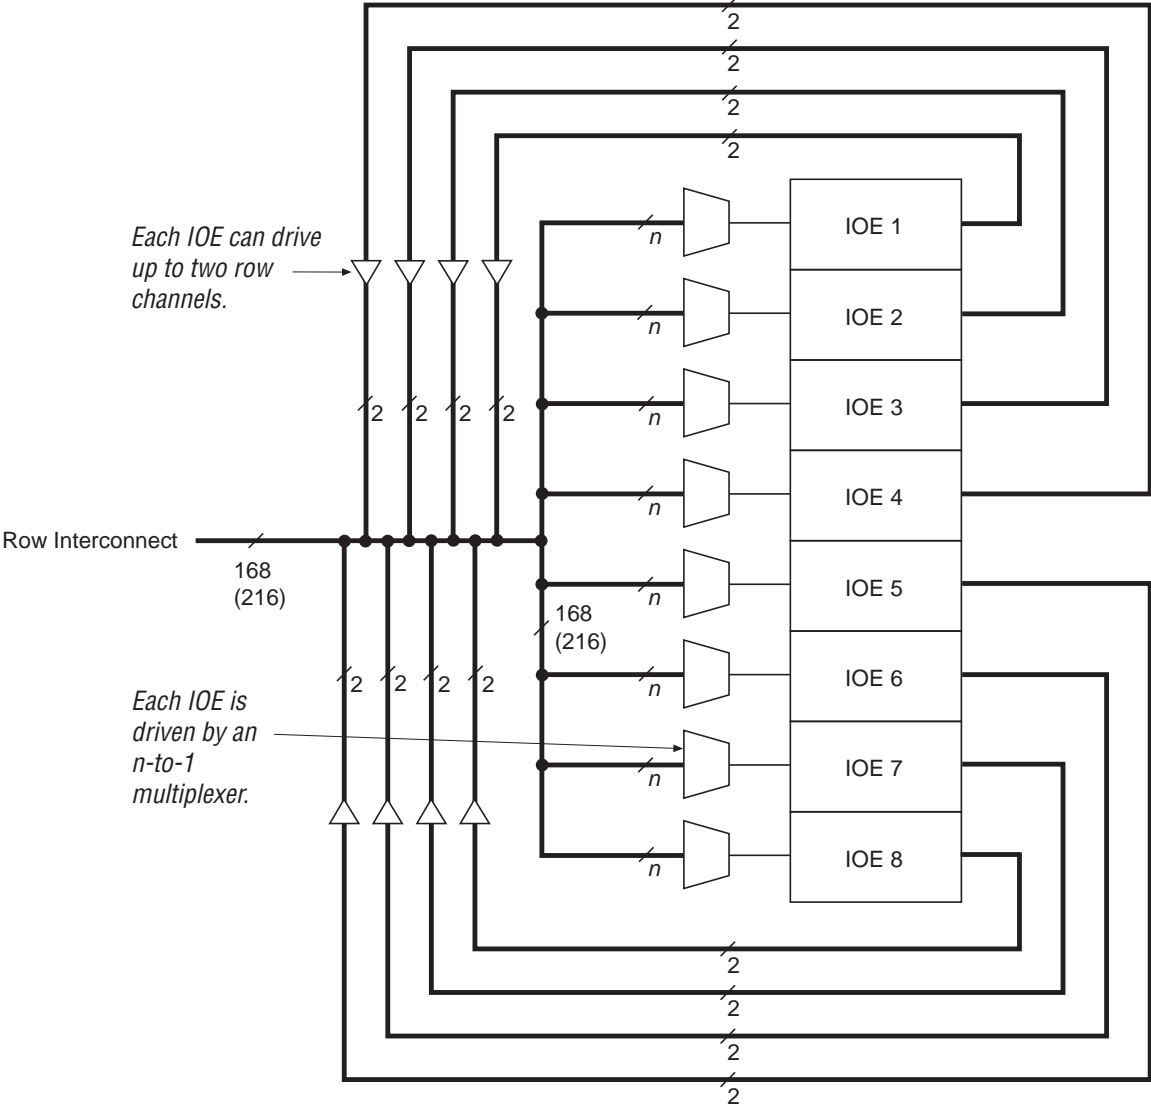 2
2
2
2
Each IOE can drive
up to two row
channels.
n
IOE 1
n
IOE 2
2
2
2
2
n
IOE 3
n
IOE 4
Row Interconnect
168
(216)
n
IOE 5
168
(216)
2
2
2
2
n
IOE 6
Each IOE is
driven by an
n-to-1
multiplexer.
n
IOE 7
n
IOE 8
2
2
2
2